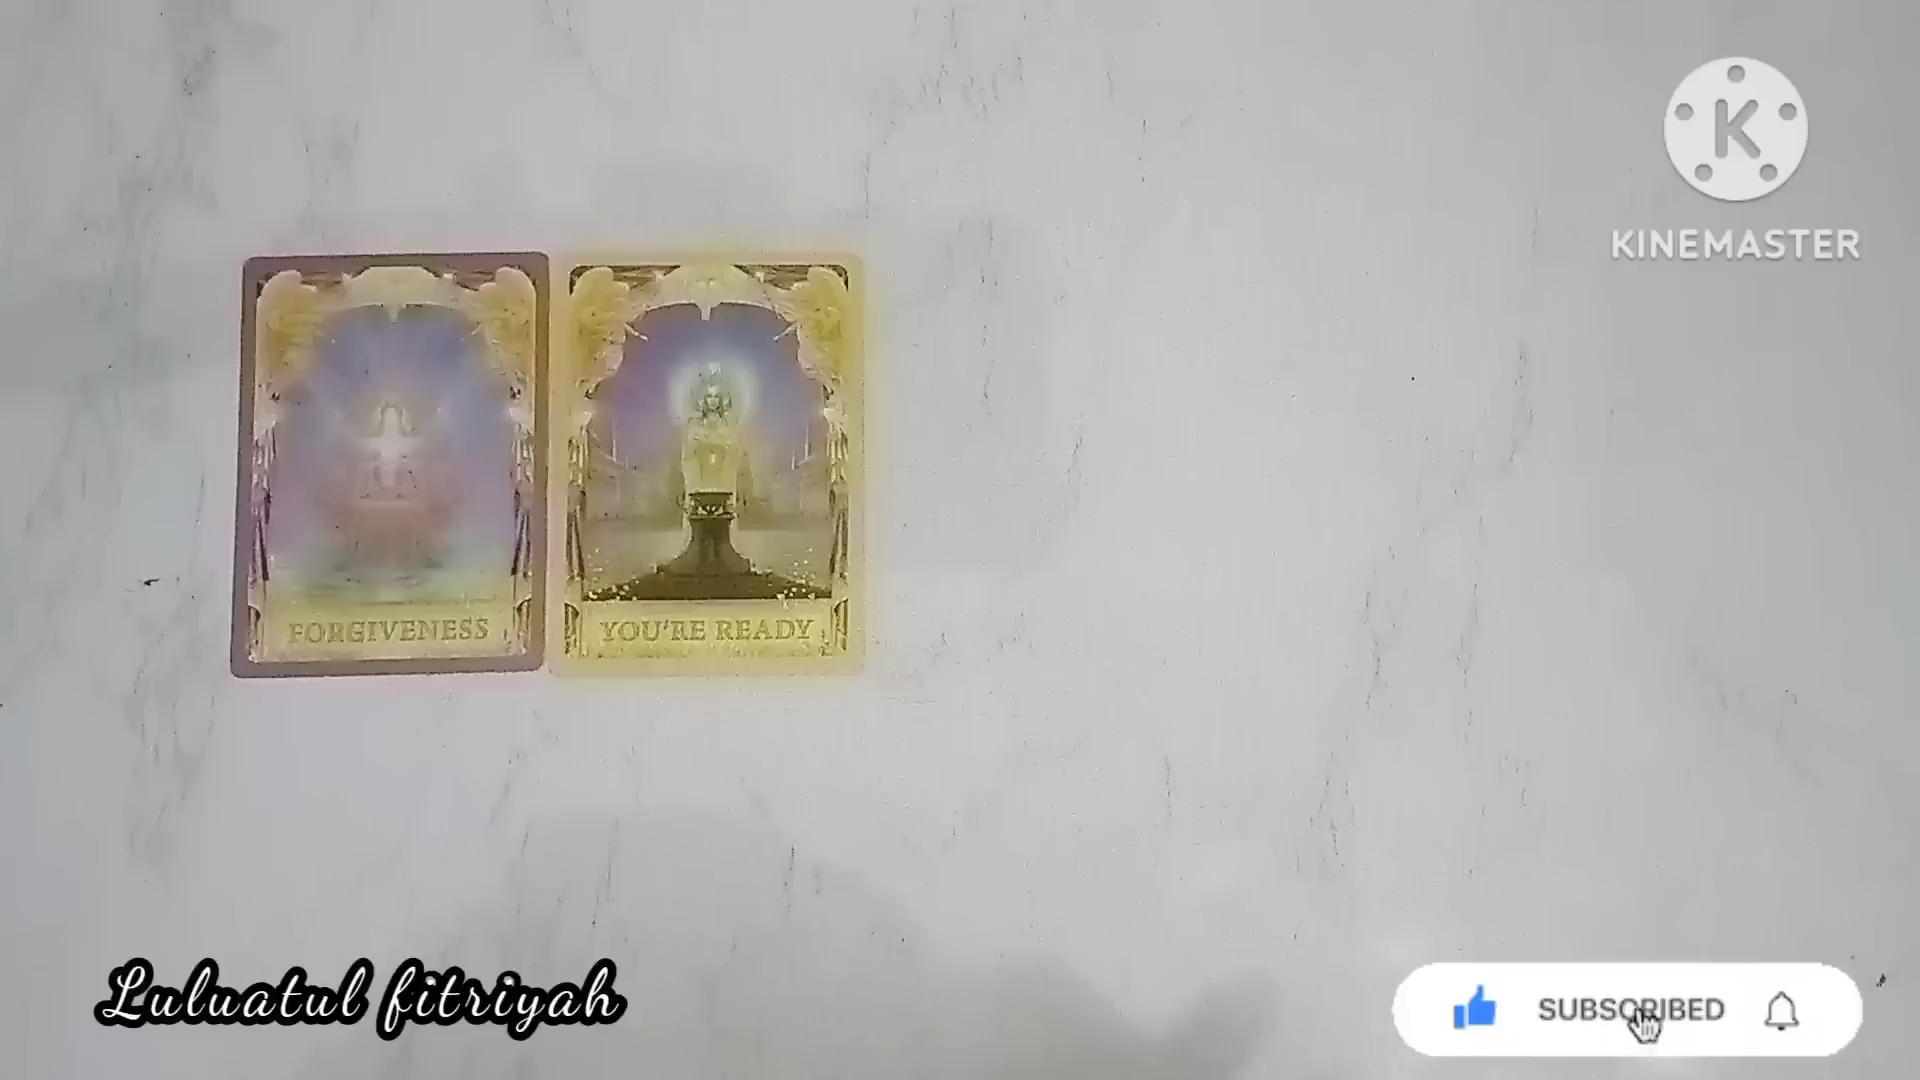 K
KINEMASTER
FORGIVENESS
YOU'RE READY
Luluatul fitriyah
SUBSCRIBED